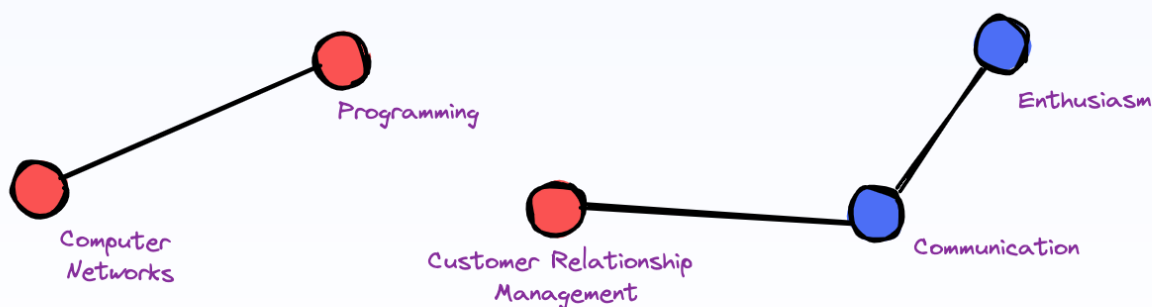 Programming
Computer
Networks
Customer Relationship
Management
Communication
Enthusiasm